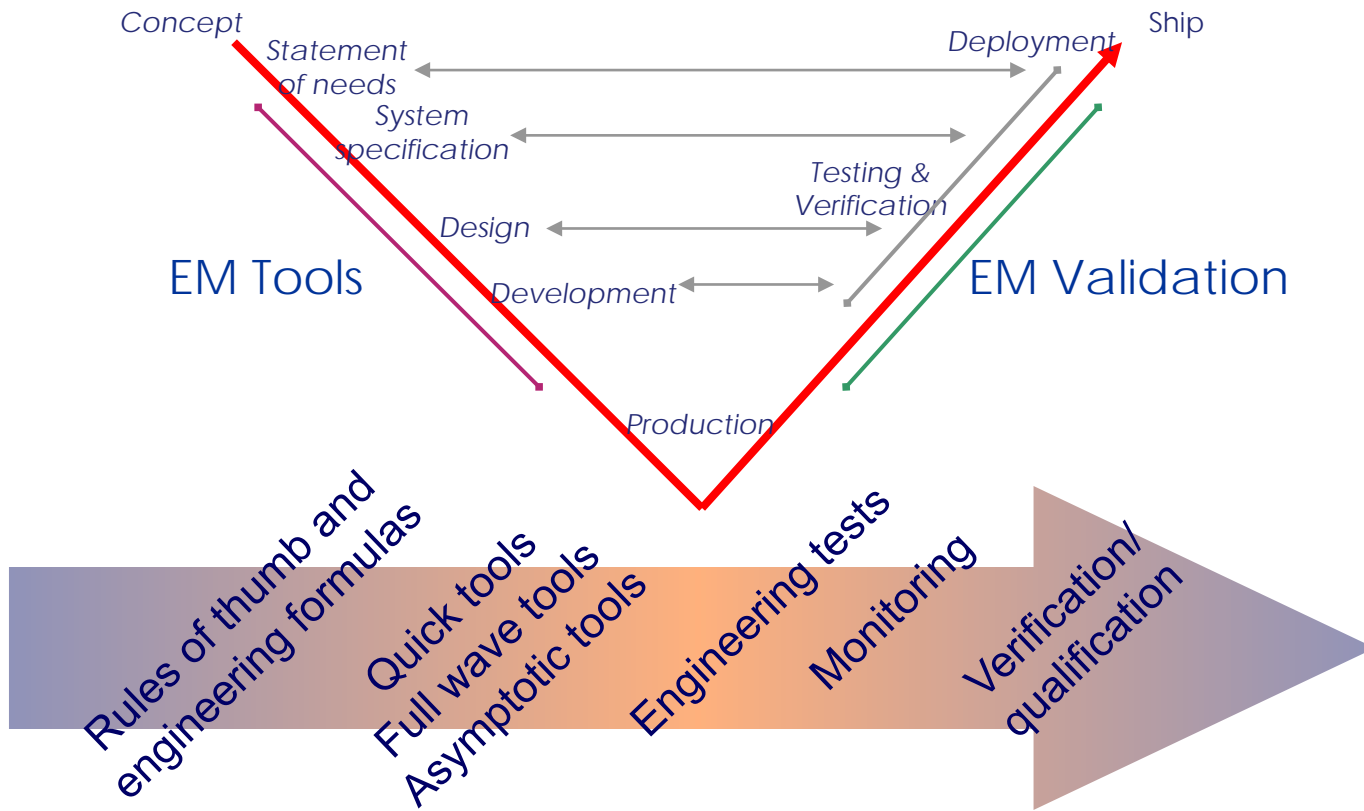 Concept
Ship
Statement
of needs
Deployment
System
specification
Testing &
Verification
Design
EM Tools
EM Validation
Development
Production
Rules of thumb and
engineering formulas
Quick tools
Full wave tools
Asymptotic tools
Engineering tests
Monitoring
Verification/
qualification